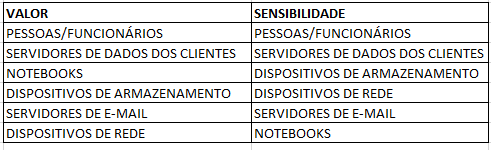 VALOR SENSIBILIDADE
PESSOAS/FUNCIONÁRIOS PESSOAS/FUNCIONÁRIOS
SERVIDORES DE DADOS DOS CLIENTES SERVIDORES DE DADOS DOS CLIENTES
NOTEBOOKS DISPOSITIVOS DE ARMAZENAMENTO
DISPOSITIVOS DE ARMAZENAMENTO DISPOSITIVOS DE REDE
SERVIDORES DE E-MAIL SERVIDORES DE E-MAIL
DISPOSITIVOS DE REDE NOTEBOOKS